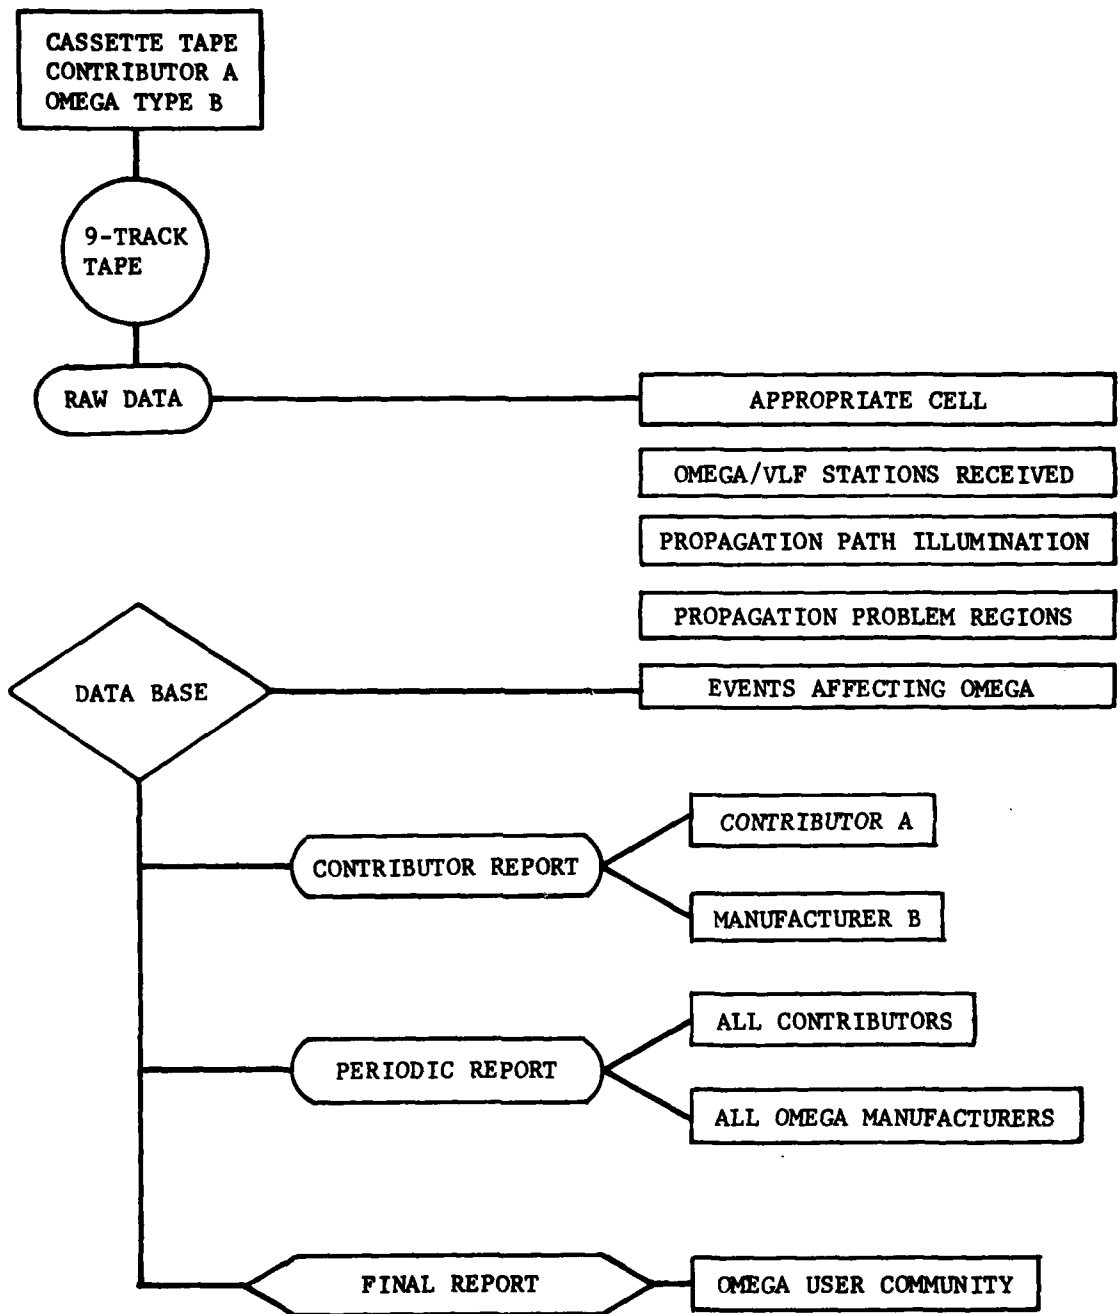 CASSETTE TAPE
CONTRIBUTOR A
OMEGA TYPE B
9-TRACK
TAPE
RAW DATA
APPROPRIATE CELL
OMEGA/VLF STATIONS RECEIVED
PROPAGATION PATH ILLUMINATION
PROPAGATION PROBLEM REGIONS
DATA BASE
EVENTS AFFECTING OMEGA
CONTRIBUTOR REPORT
CONTRIBUTOR A
MANUFACTURER B
PERIODIC REPORT
ALL CONTRIBUTORS
ALL OMEGA MANUFACTURERS
FINAL REPORT
OMEGA USER COMMUNITY